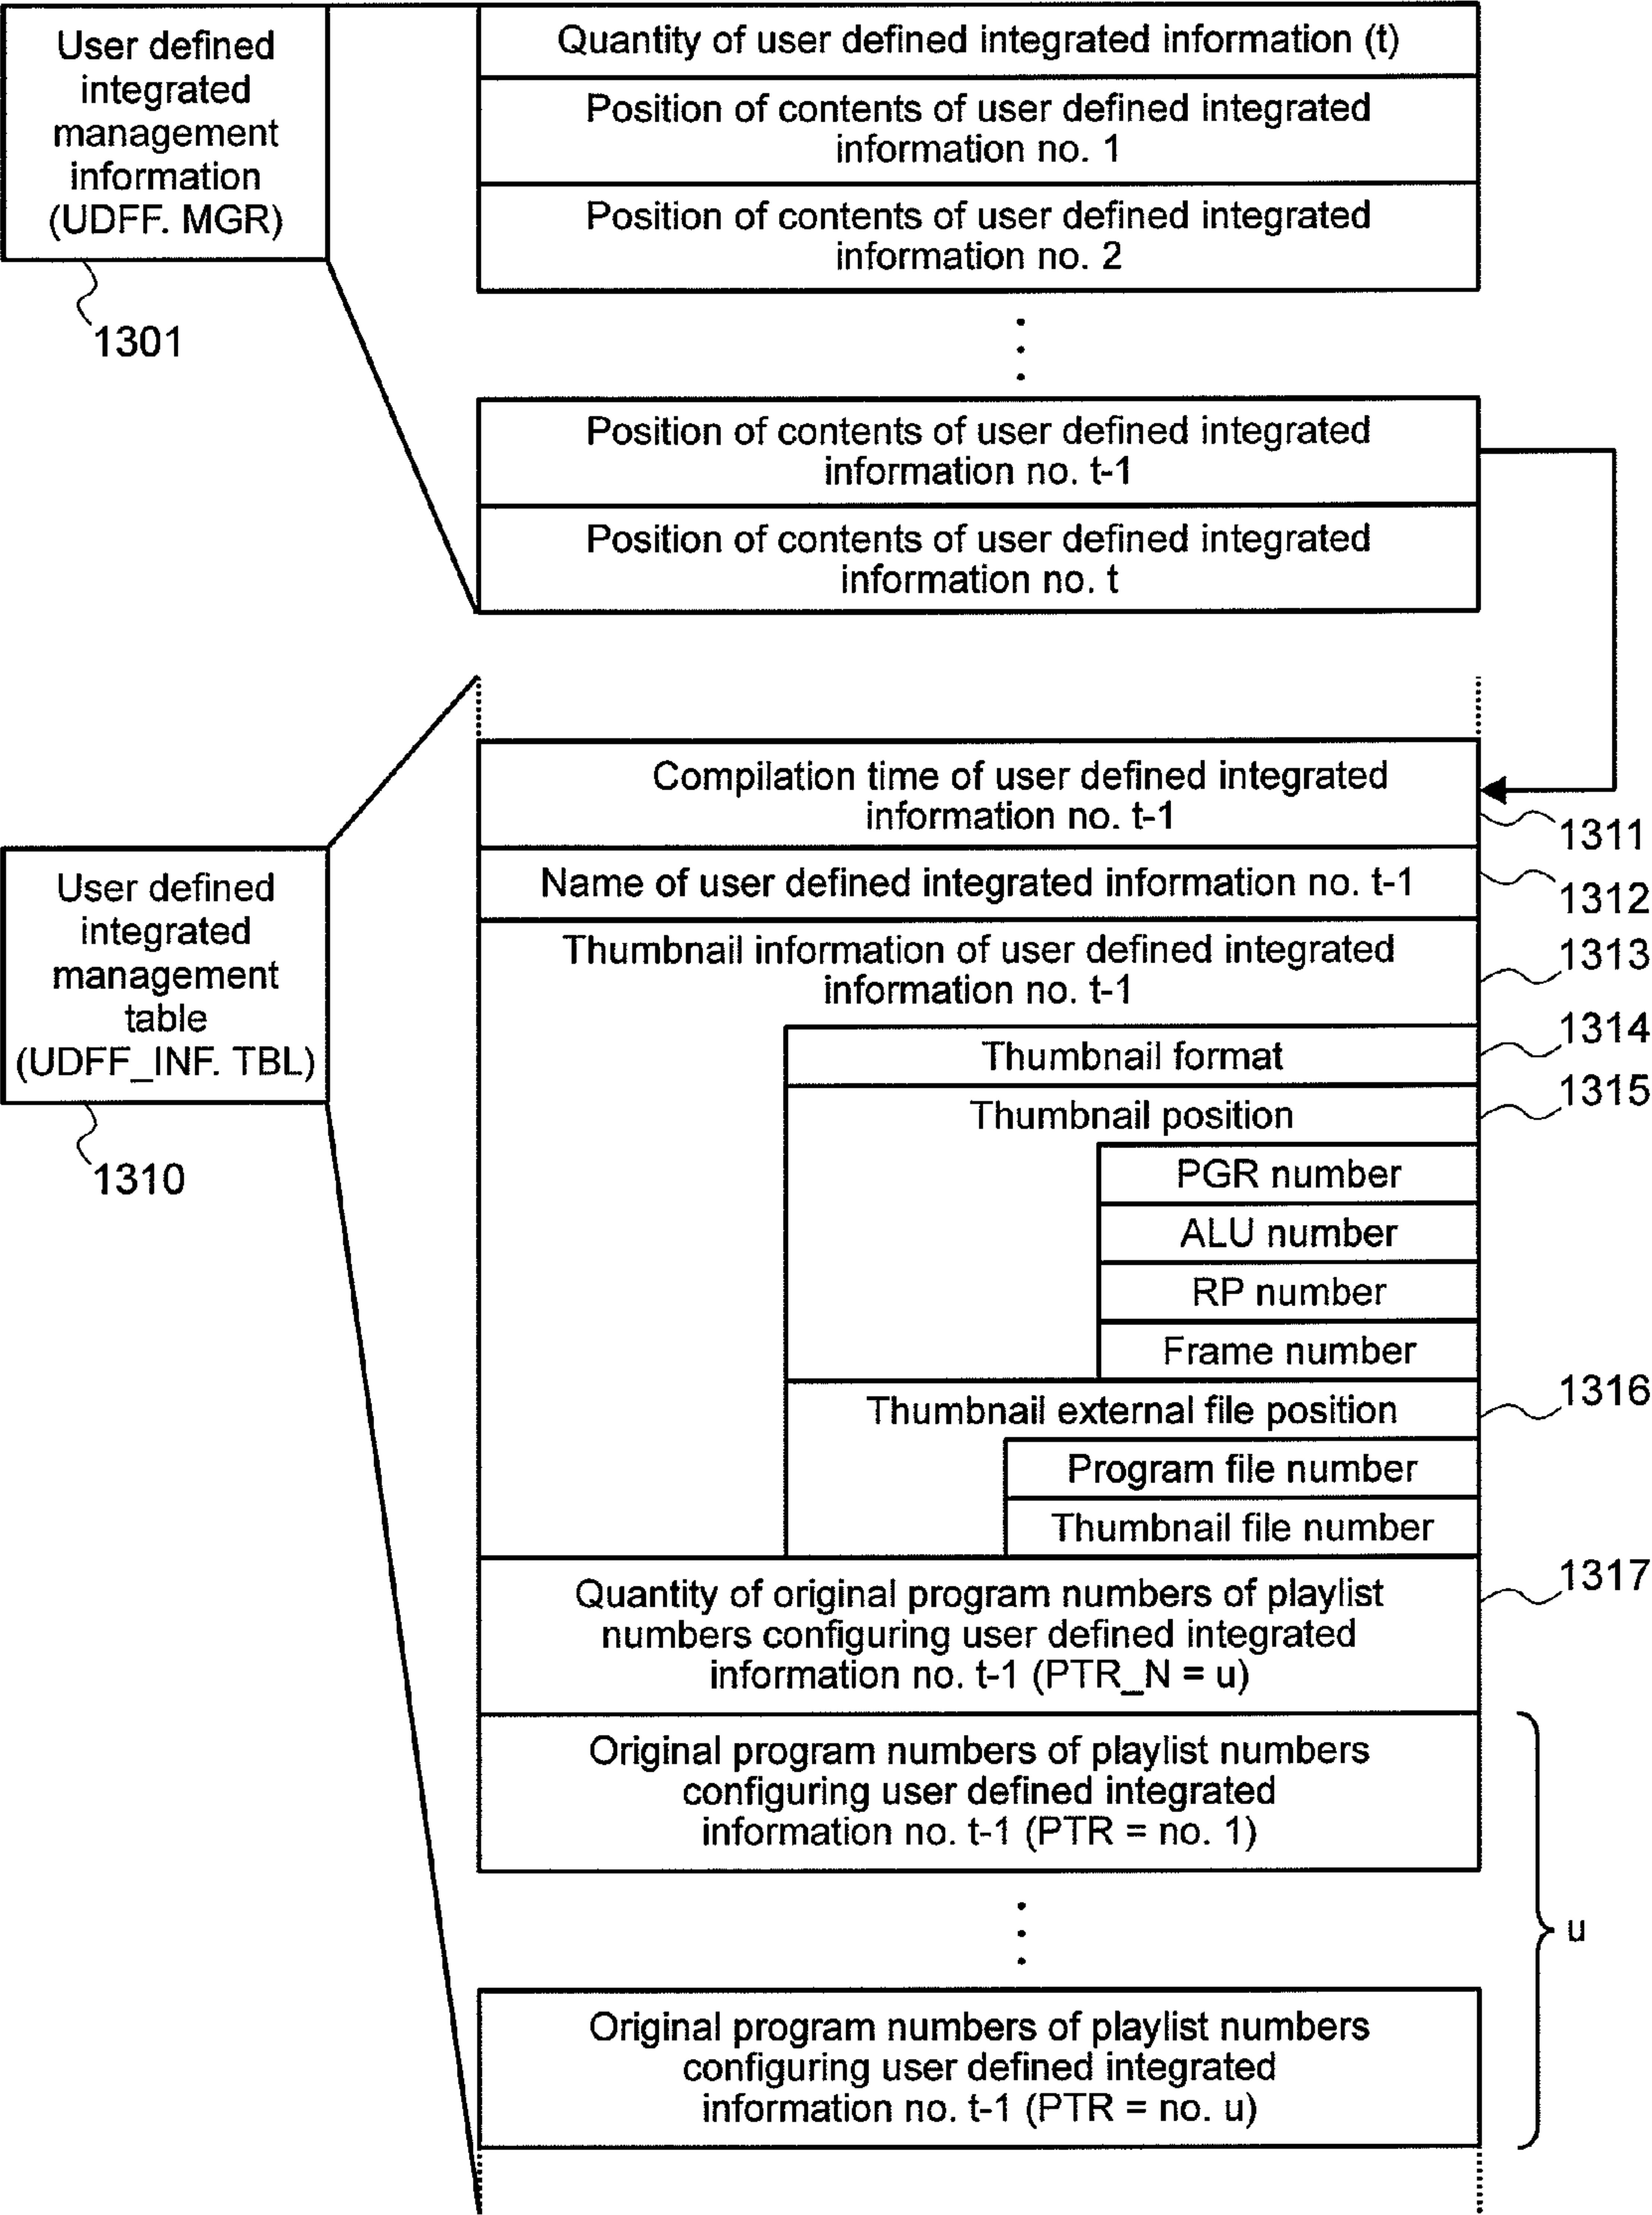 User defined
integrated
management
information
(UDFF. MGR)
1301
Quantity of user defined integrated information (t)
Position of contents of user defined integrated
information no. 1
Position of contents of user defined integrated
information no. 2
Position of contents of user defined integrated
information no. t-1
Position of contents of user defined integrated
information no. t
User defined
integrated
management
table
(UDFF_INF. TBL)
1310
Compilation time of user defined integrated
information no. t-1
1311
Name of user defined integrated information no. t-1
1312
Thumbnail information of user defined integrated
information no. t-1
1313
Thumbnail format
1314
Thumbnail position
1315
PGR number
ALU number
RP number
Frame number
Thumbnail external file position
1316
Program file number
Thumbnail file number
Quantity of original program numbers of playlist
numbers configuring user defined integrated
information no. t-1 (PTR_N = u)
1317
Original program numbers of playlist numbers
configuring user defined integrated
information no. t-1 (PTR = no. 1)
u
Original program numbers of playlist numbers
configuring user defined integrated
information no. t-1 (PTR = no. u)